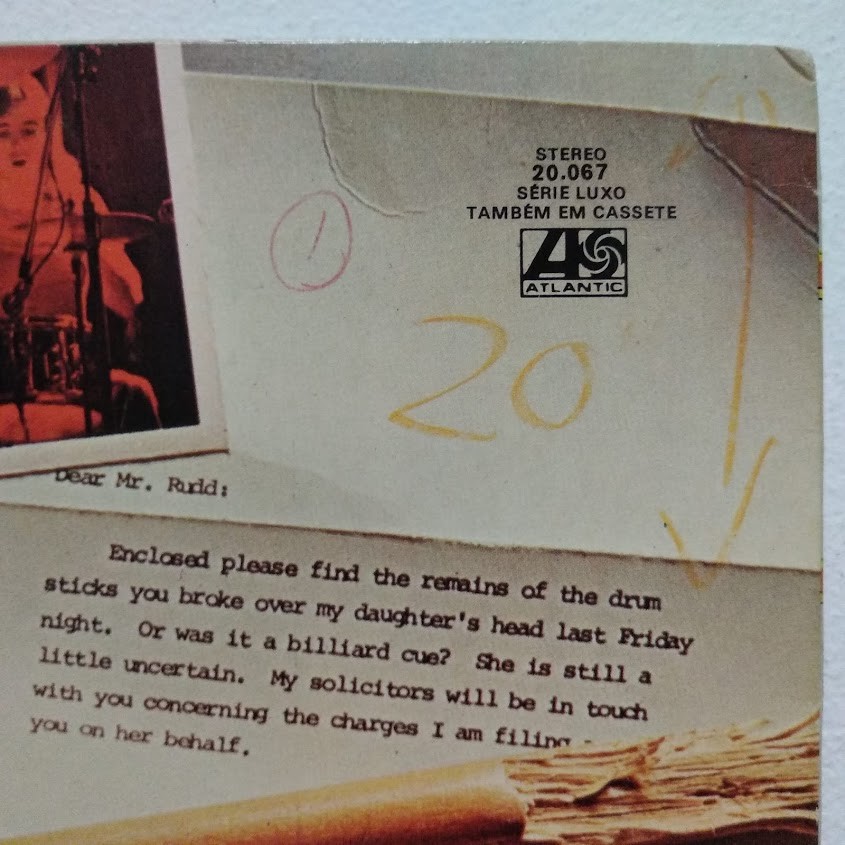 STEREO
20.067
SÉRIE LUXO
TAMBÉM EM CASSETE
ATLANTIC
1
20
Dear Mr. Rudd:
Enclosed please find the remains of the drum
sticks you broke over my daughter's head last Friday
night. Or was it a billiard cue? She is still a
little uncertain. My solicitors will be in touch
with you concerning the charges I am filing
you on her behalf.